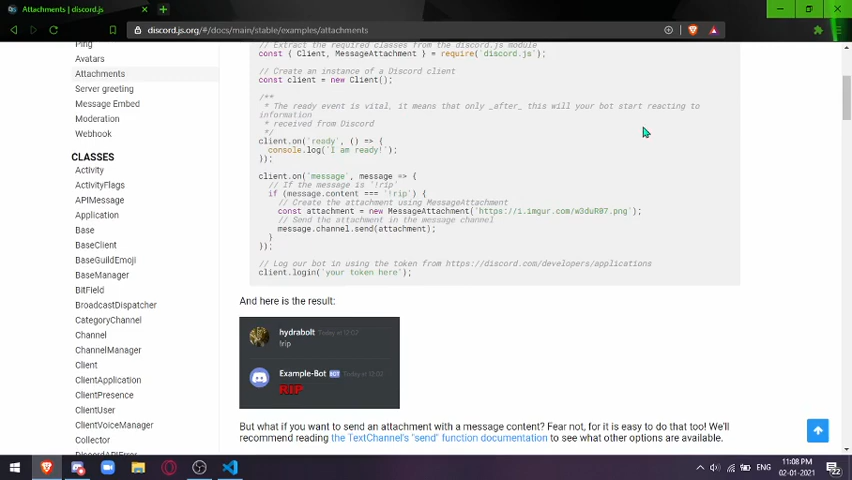 Attachments | discord.js
discord.js.org/#/docs/main/stable/examples/attachments
Ping
Avatars
Attachments
Server greeting
Message Embed
Moderation
Webhook
CLASSES
Activity
ActivityFlags
APIMessage
Application
Base
BaseClient
BaseGuildEmoji
BaseManager
BitField
BroadcastDispatcher
CategoryChannel
Channel
ChannelManager
Client
ClientApplication
ClientPresence
ClientUser
ClientVoiceManager
Collector
DiscordAPIError
// Extract the required classes from the discord.js module
const { Client, MessageAttachment } = require('discord.js');
// Create an instance of a Discord client
const client = new Client();
/**
* The ready event is vital, it means that only _after_ this will your bot start reacting to
information
* received from Discord
*/
client.on('ready', () => {
console.log('I am ready!');
});
client.on('message', message => {
// If the message is '!rip'
if (message.content === '!rip') {
// Create the attachment using MessageAttachment
const attachment = new MessageAttachment('https://i.imgur.com/w3duR07.png');
// Send the attachment in the message channel
message.channel.send(attachment);
}
});
// Log our bot in using the token from https://discord.com/developers/applications
client.login('your token here');
And here is the result:
hydrabolt Today at 12:02
!rip
Example-Bot BOT Today at 12:02
RIP
But what if you want to send an attachment with a message content? Fear not, for it is easy to do that too! We'll
recommend reading the TextChannel's "send" function documentation to see what other options are available.
ENG
11:08 PM
02-01-2021
22